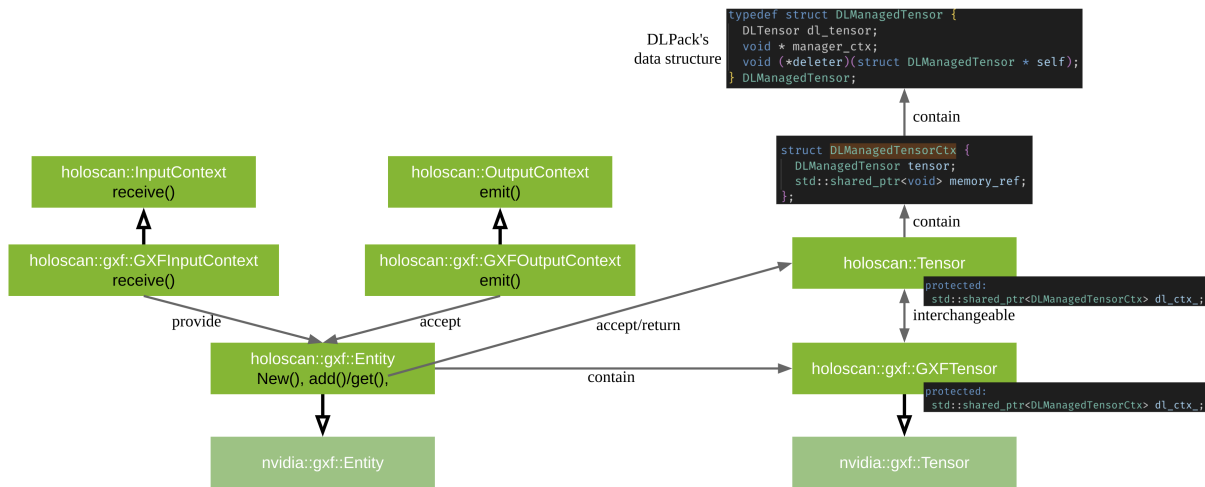 DLPack's
data structure
typedef struct DLManagedTensor {
DLTensor dl_tensor;
void * manager_ctx;
void (*deleter)(struct DLManagedTensor * self);
} DLManagedTensor;
contain
holoscan::InputContext
receive()
holoscan::OutputContext
emit()
struct DLManagedTensorCtx {
DLManagedTensor tensor;
std::shared_ptr<void> memory_ref;
};
contain
holoscan::gxf::GXFInputContext
receive()
holoscan::gxf::GXFOutputContext
emit()
holoscan::Tensor
protected:
std::shared_ptr<DLManagedTensorCtx> dl_ctx_;
provide
accept
accept/return
interchangeable
holoscan::gxf::Entity
New(), add()/get(),
contain
holoscan::gxf::GXFTensor
protected:
std::shared_ptr<DLManagedTensorCtx> dl_ctx_;
nvidia::gxf::Entity
nvidia::gxf::Tensor